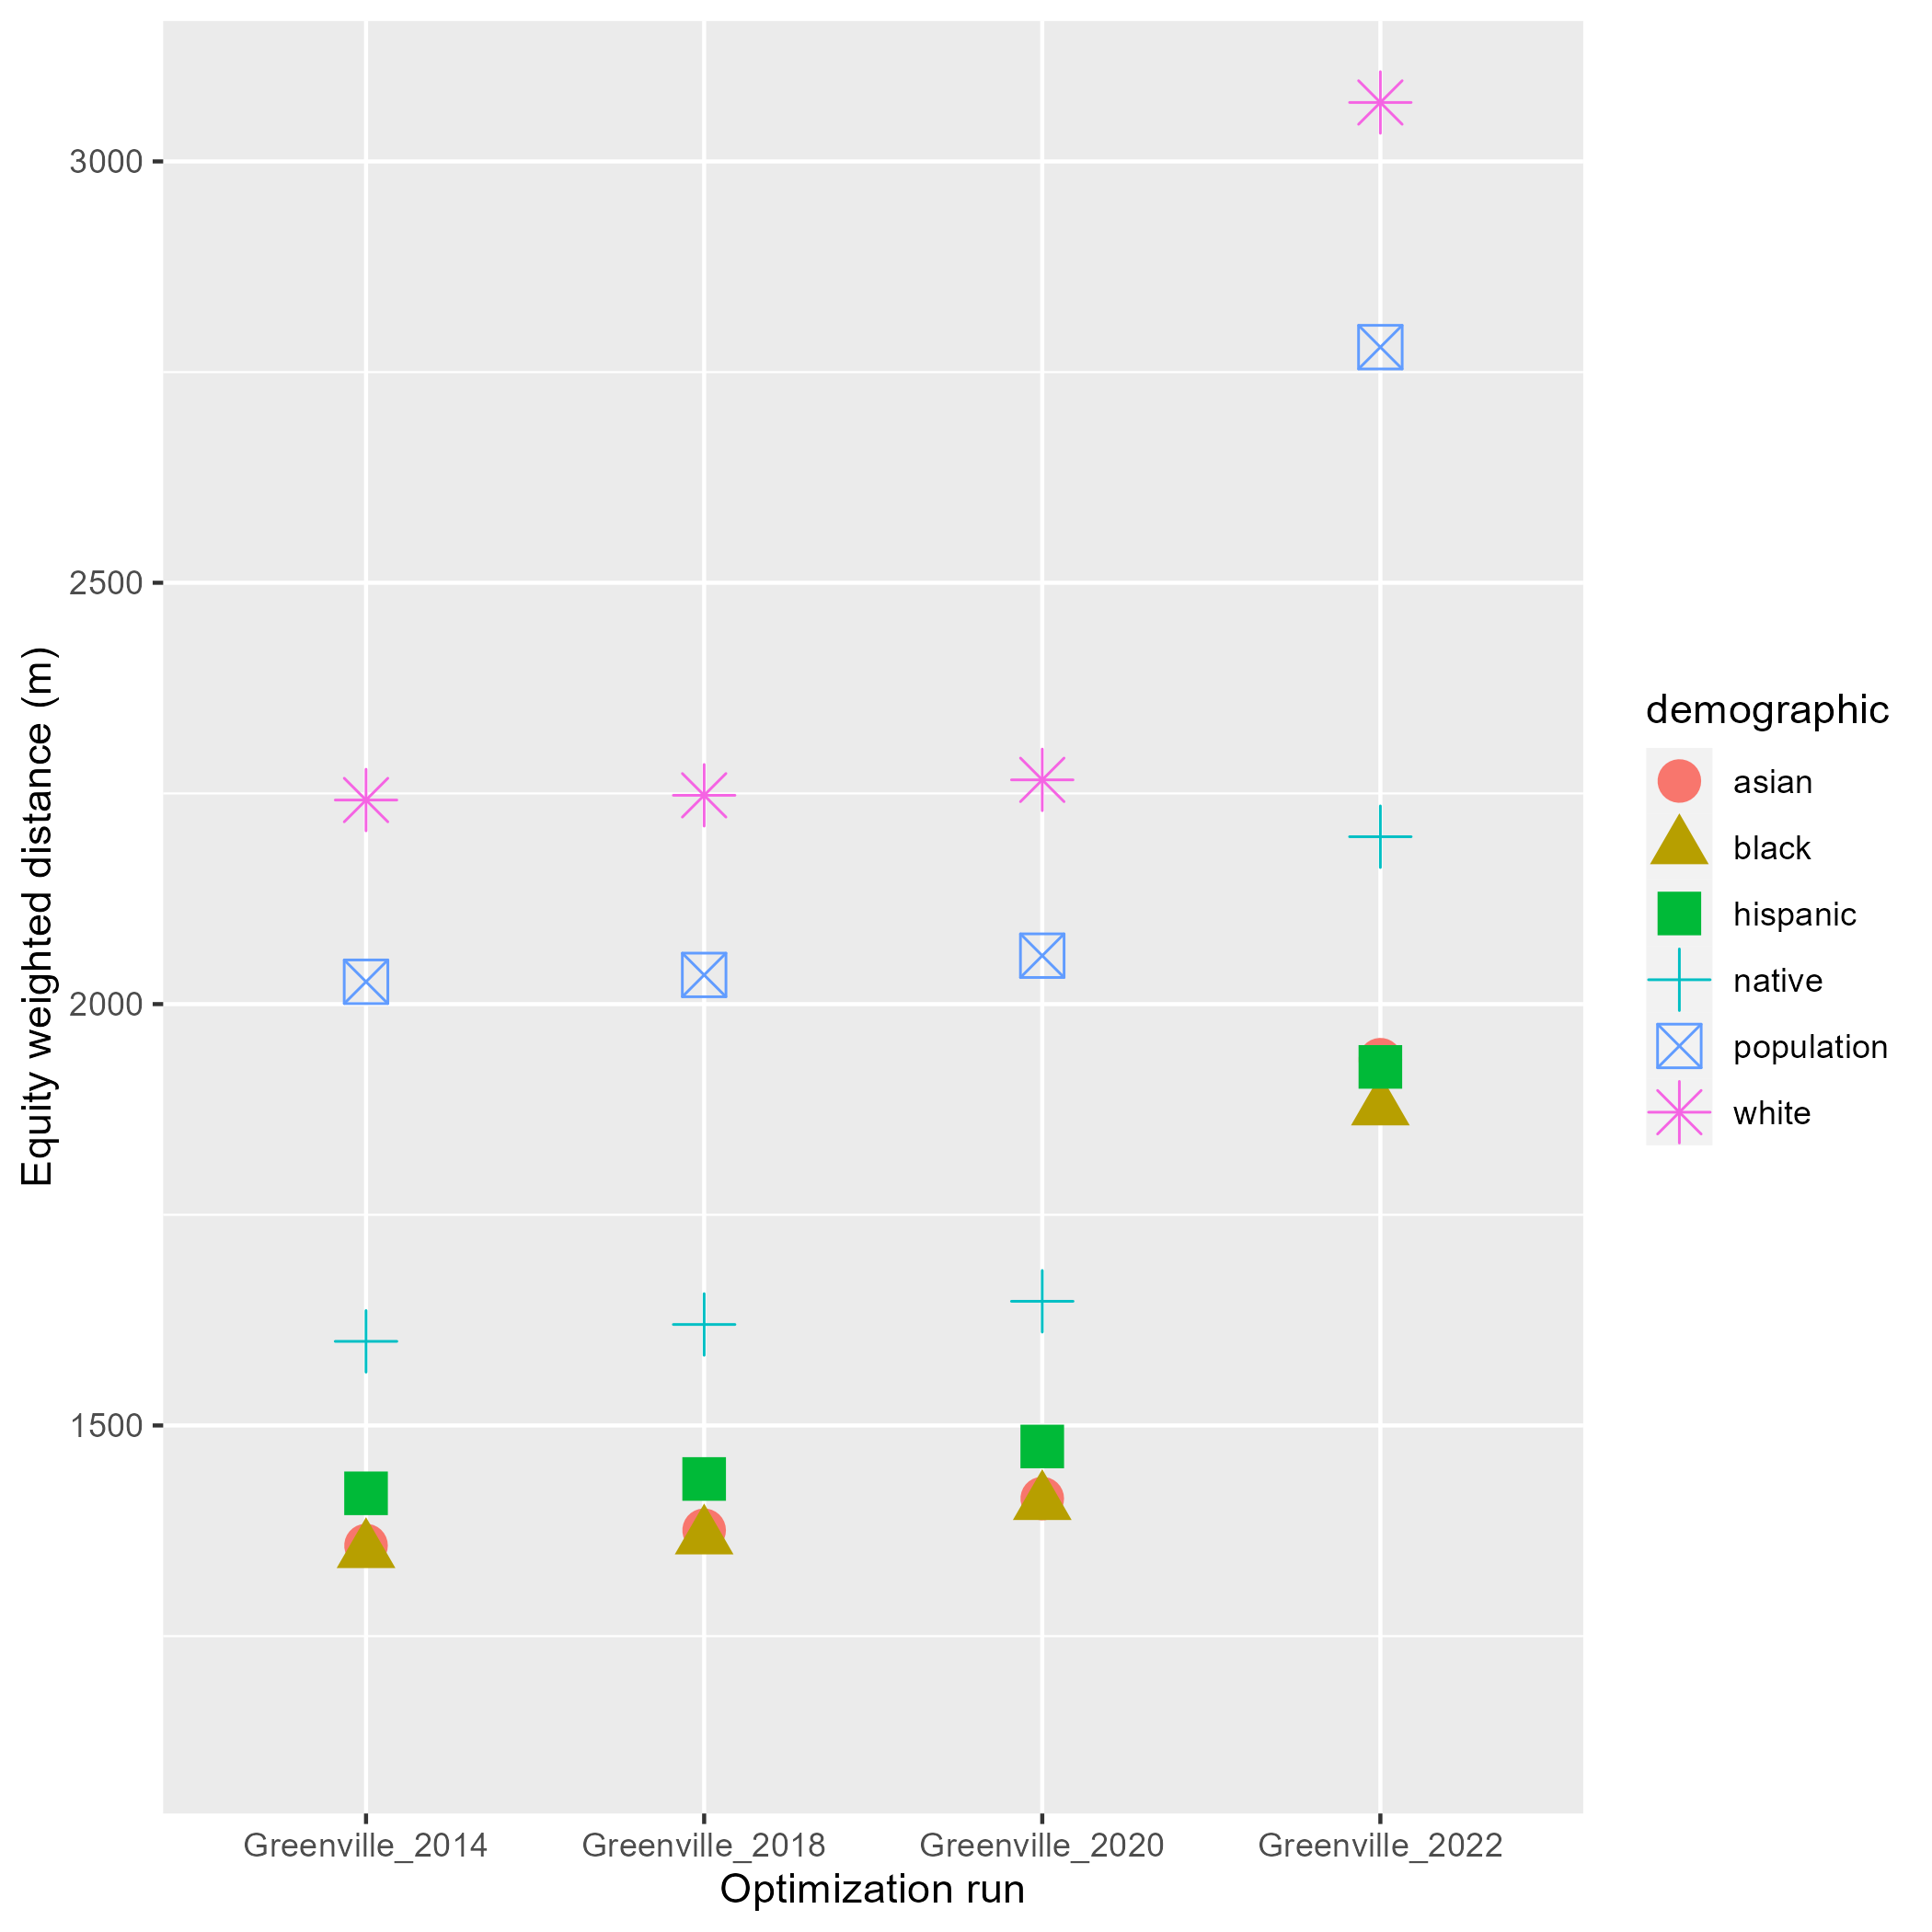 Equity weighted distance (m)
3000
2500
2000
1500
Greenville_2014
Greenville_2018
Greenville_2020
Greenville_2022
Optimization run
demographic
asian
black
hispanic
native
population
white